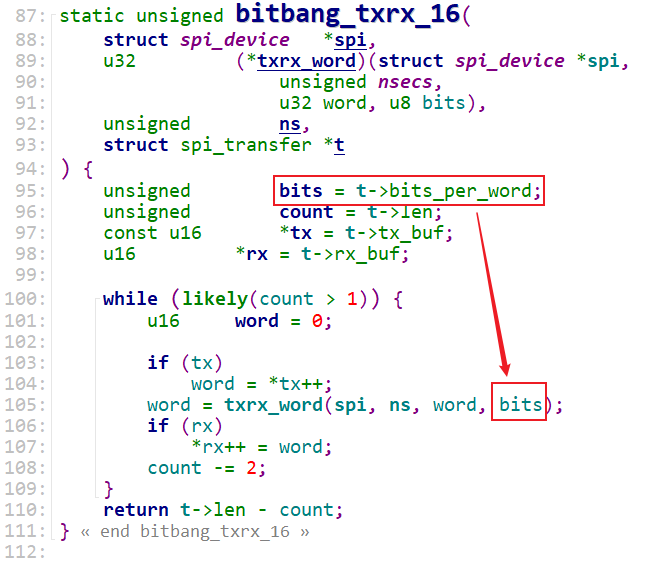 87: static unsigned bitbang_txrx_16(
88: struct spi_device *spi,
89: u32 (*txrx_word)(struct spi_device *spi,
90: unsigned nsecs,
91: u32 word, u8 bits),
92: unsigned ns,
93: struct spi_transfer *t
94: ) {
95: unsigned bits = t->bits_per_word;
96: unsigned count = t->len;
97: const u16 *tx = t->tx_buf;
98: u16 *rx = t->rx_buf;
99:
100: while (likely(count > 1)) {
101: u16 word = 0;
102:
103: if (tx)
104: word = *tx++;
105: word = txrx_word(spi, ns, word, bits);
106: if (rx)
107: *rx++ = word;
108: count -= 2;
109: }
110: return t->len - count;
111: } « end bitbang_txrx_16 »
112: